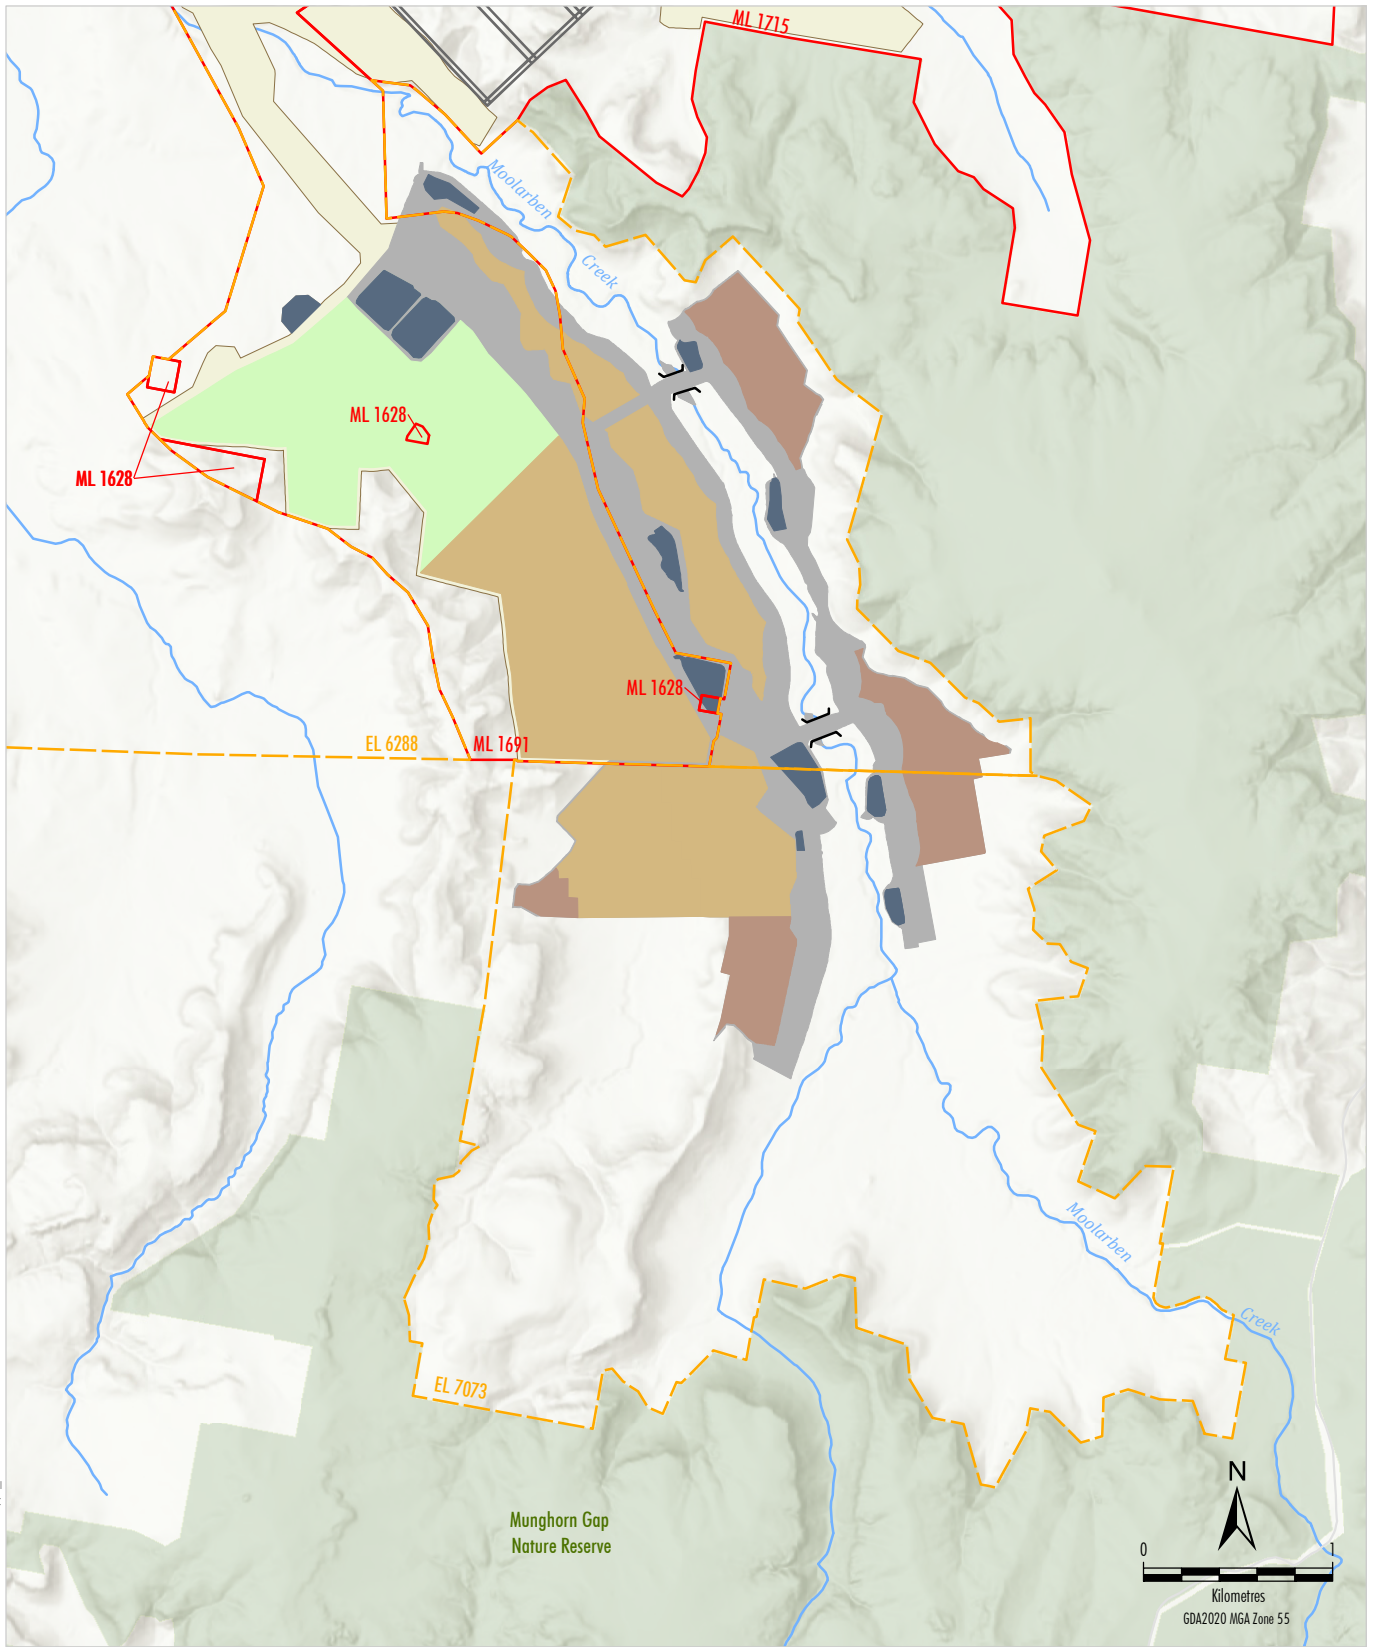 ML 1715
Moolarben
Creek
ML 1628
ML 1628
ML 1628
EL 6288
ML 1691
Moolarben
Creek
EL 7073
Munghorn Gap
Nature Reserve
N
0 1
Kilometres
GDA2020 MGA Zone 55